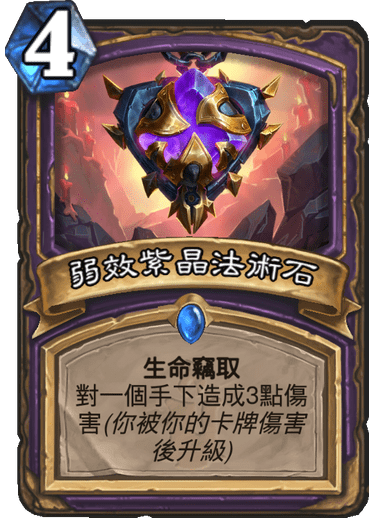 4
弱效紫晶法術石
生命竊取
對一個手下造成3點傷
害(你被你的卡牌傷害
後升級)